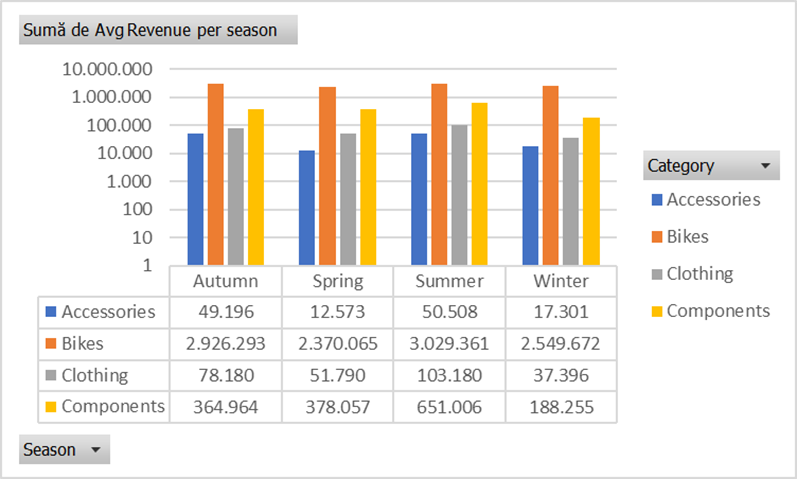 Sumă de Avg Revenue per season
10.000.000
1.000.000
100.000
10.000
1.000
100
10
1
Autumn Spring Summer Winter
Accessories 49.196 12.573 50.508 17.301
Bikes 2.926.293 2.370.065 3.029.361 2.549.672
Clothing 78.180 51.790 103.180 37.396
Components 364.964 378.057 651.006 188.255
Category
Accessories
Bikes
Clothing
Components
Season